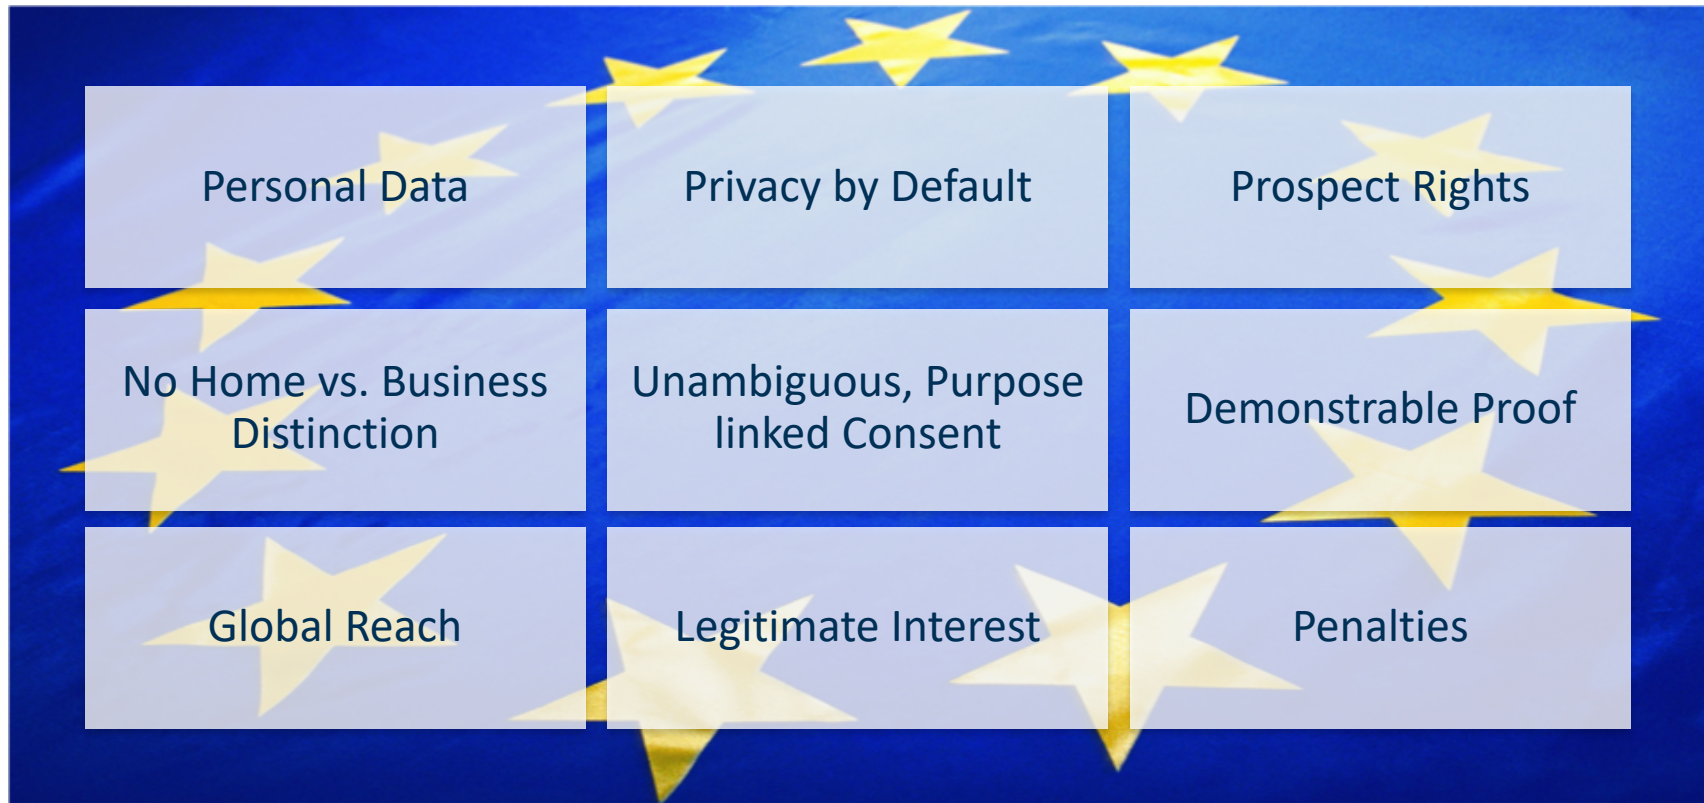 Personal Data
Privacy by Default
Prospect Rights
No Home vs. Business
Distinction
Unambiguous, Purpose
linked Consent
Demonstrable Proof
Global Reach
Legitimate Interest
Penalties